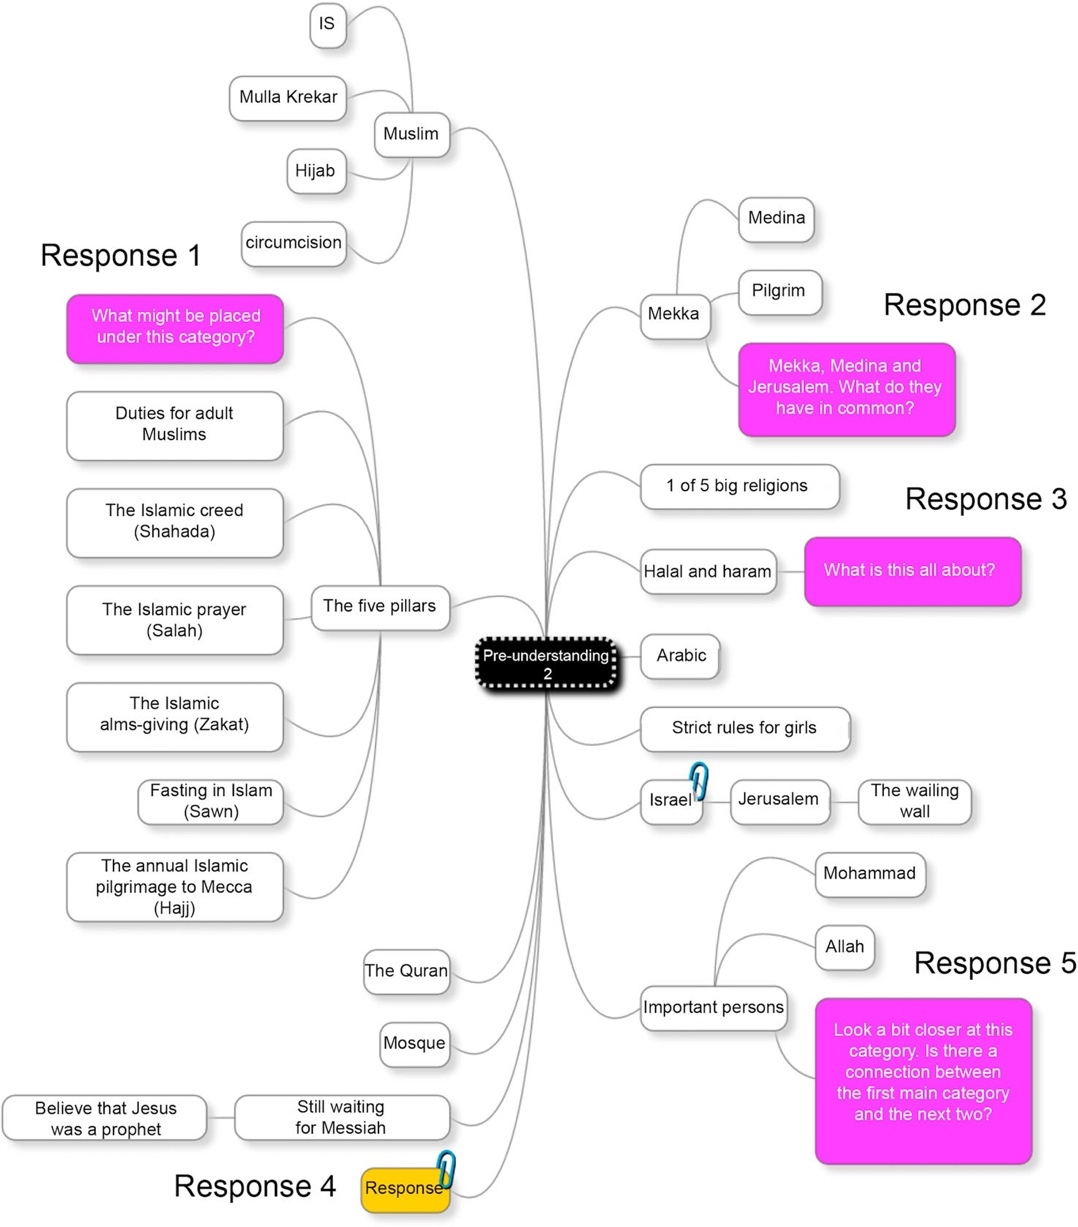 IS
Mulla Krekar
Muslim
Hijab
circumcision
Response 1
What might be placed
under this category?
Duties for adult
Muslims
The Islamic creed
(Shahada)
The Islamic prayer
(Salah)
The five pillars
The Islamic
alms-giving (Zakat)
Fasting in Islam
(Sawn)
The annual Islamic
pilgrimage to Mecca
(Hajj)
The Quran
Mosque
Believe that Jesus
was a prophet
Still waiting
for Messiah
Response 4
Response
Pre-understanding
2
Medina
Pilgrim
Mekka
Response 2
Mekka, Medina and
Jerusalem. What do they
have in common?
1 of 5 big religions
Response 3
Halal and haram
What is this all about?
Arabic
Strict rules for girls
Israel
Jerusalem
The wailing
wall
Mohammad
Allah
Response 5
Important persons
Look a bit closer at this
category. Is there a
connection between
the first main category
and the next two?